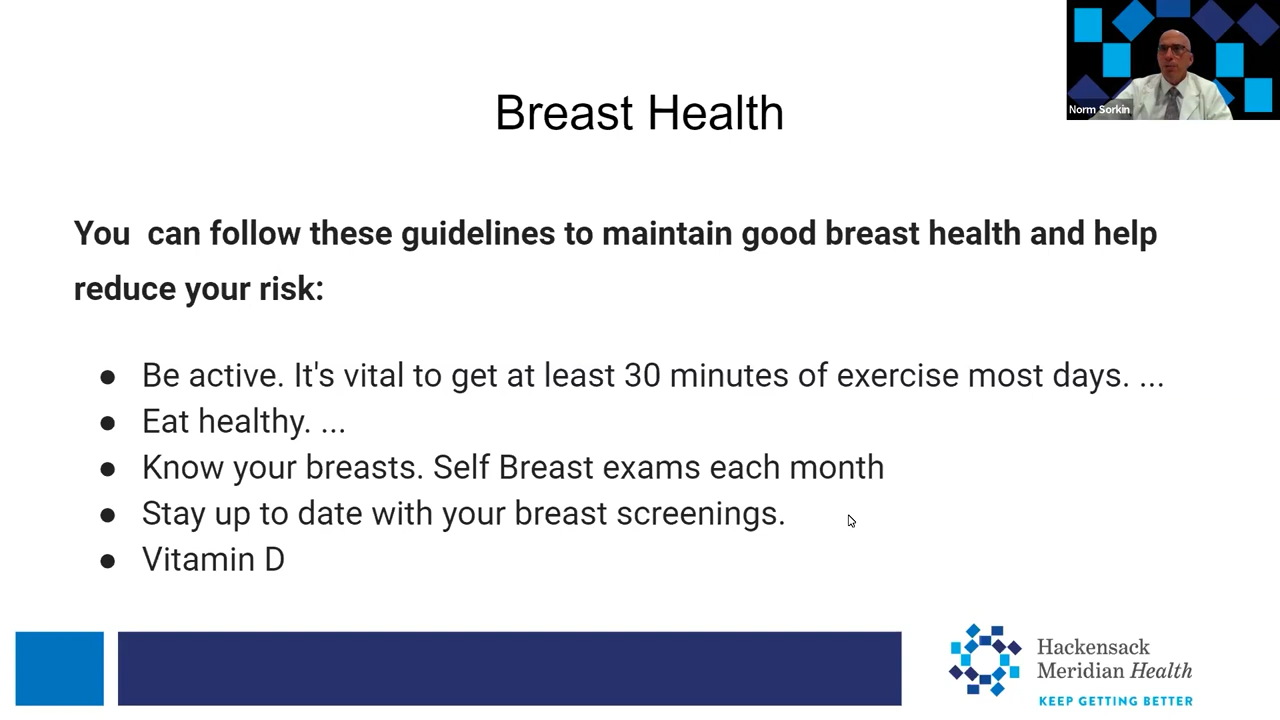 Norm Sorkin
Breast Health
You can follow these guidelines to maintain good breast health and help
reduce your risk:
● Be active. It's vital to get at least 30 minutes of exercise most days. ...
● Eat healthy. ...
● Know your breasts. Self Breast exams each month
● Stay up to date with your breast screenings.
● Vitamin D
Hackensack
Meridian Health
KEEP GETTING BETTER